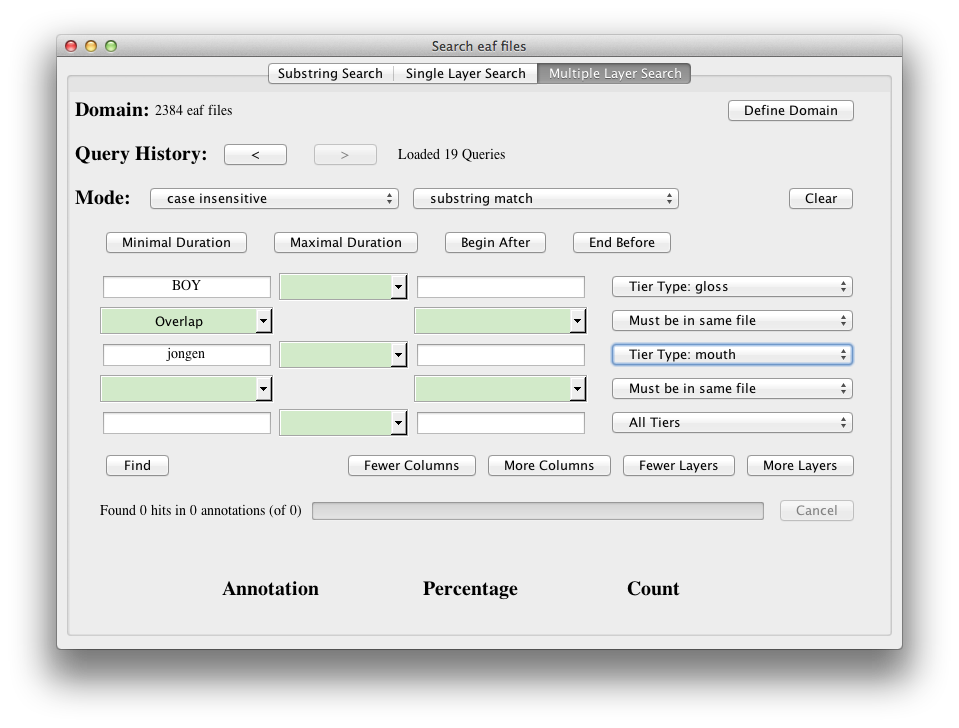 Search eaf files
Substring Search Single Layer Search Multiple Layer Search
Domain: 2384 eaf files Define Domain
Query History: < > Loaded 19 Queries
Mode: case insensitive substring match Clear
Minimal Duration Maximal Duration Begin After End Before
BOY Tier Type: gloss
Overlap Must be in same file
jongen Tier Type: mouth
Must be in same file
All Tiers
Find Fewer Columns More Columns Fewer Layers More Layers
Found 0 hits in 0 annotations (of 0) Cancel
Annotation Percentage Count